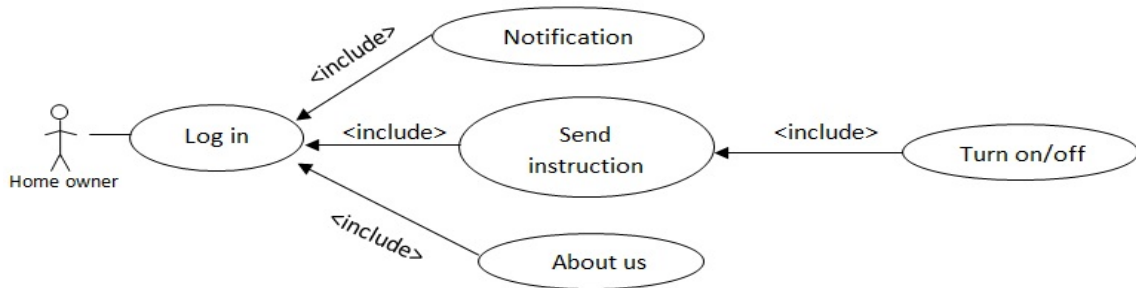 Notification
<include>
Log in
<include>
Send
instruction
<include>
Turn on/off
Home owner
<include>
About us